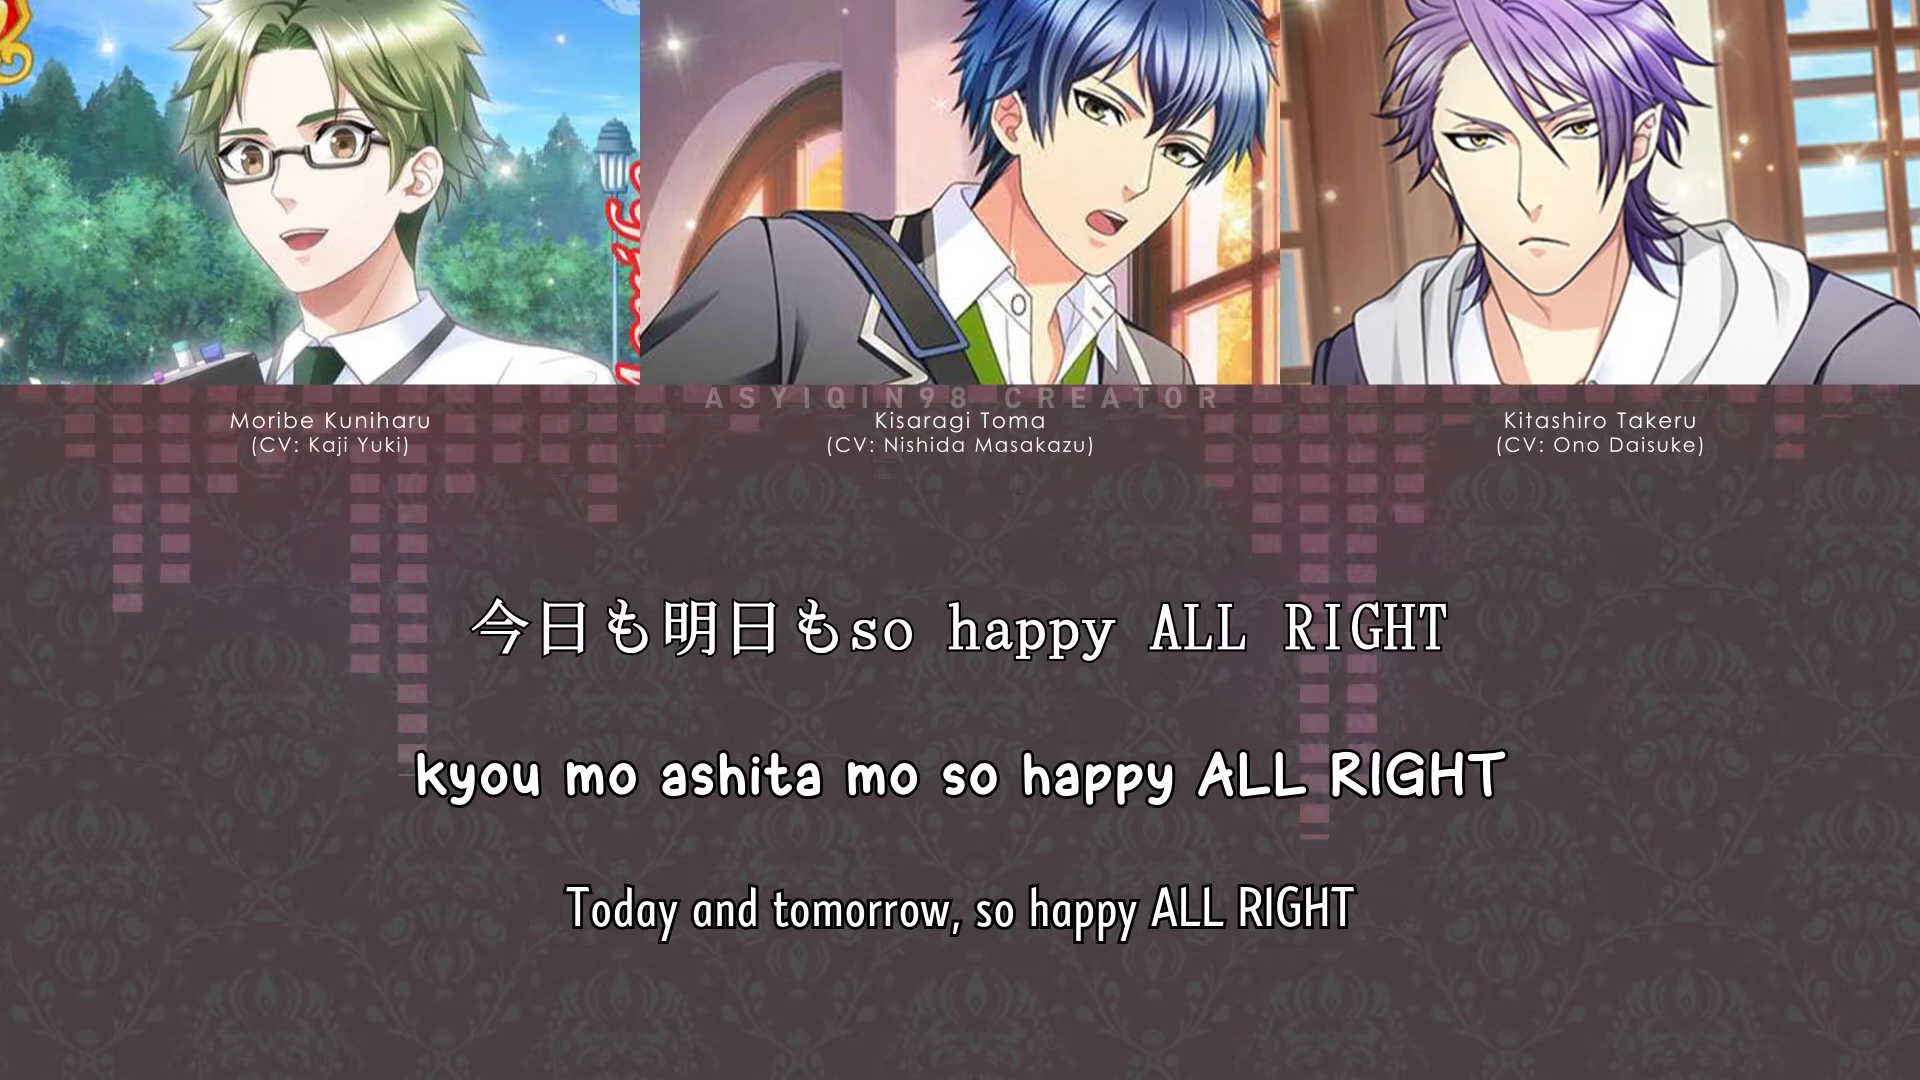 ASYIQIN98 CREATOR
Moribe Kuniharu
(CV: Kaji Yuki)
Kisaragi Toma
(CV: Nishida Masakazu)
Kitashiro Takeru
(CV: Ono Daisuke)
今日も明日もso happy ALL RIGHT
kyou mo ashita mo so happy ALL RIGHT
Today and tomorrow, so happy ALL RIGHT